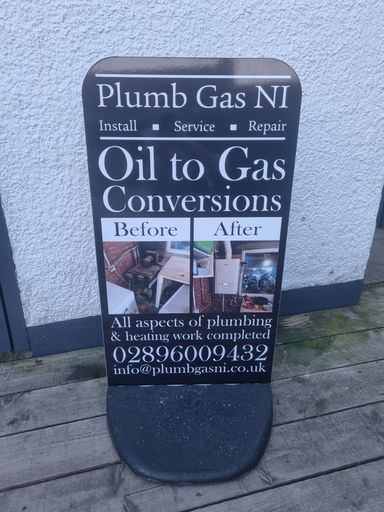 Plumb Gas NI
Install ▪ Service ▪ Repair
Oil to Gas
Conversions
Before After
All aspects of plumbing
& heating work completed
02896009432
info@plumbgasni.co.uk